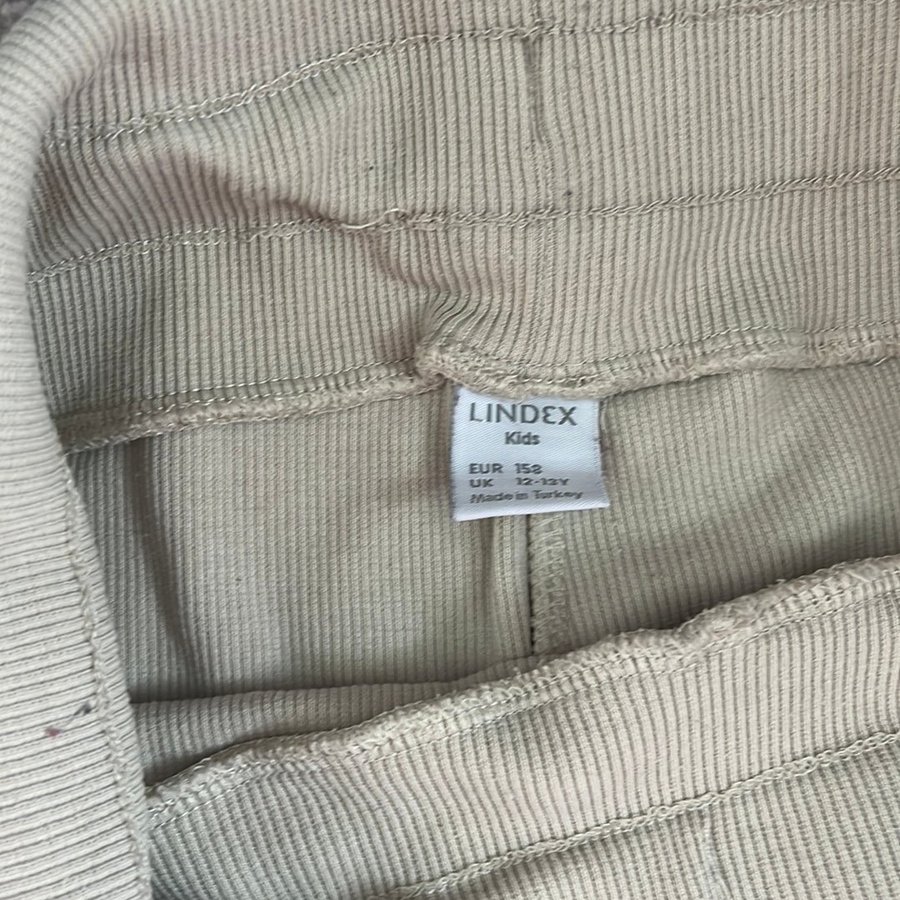 LINDEX
Kids
EUR 158
UK 12-13Y
Made in Turkey